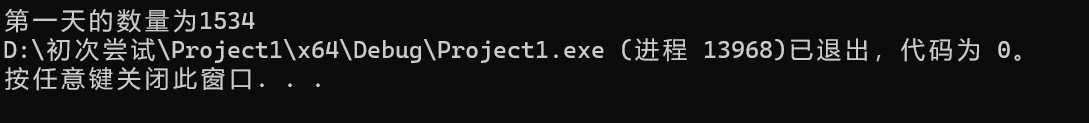 第一天的数量为1534
D:\初次尝试\Project1\x64\Debug\Project1.exe (进程 13968)已退出，代码为 0。
按任意键关闭此窗口. . .